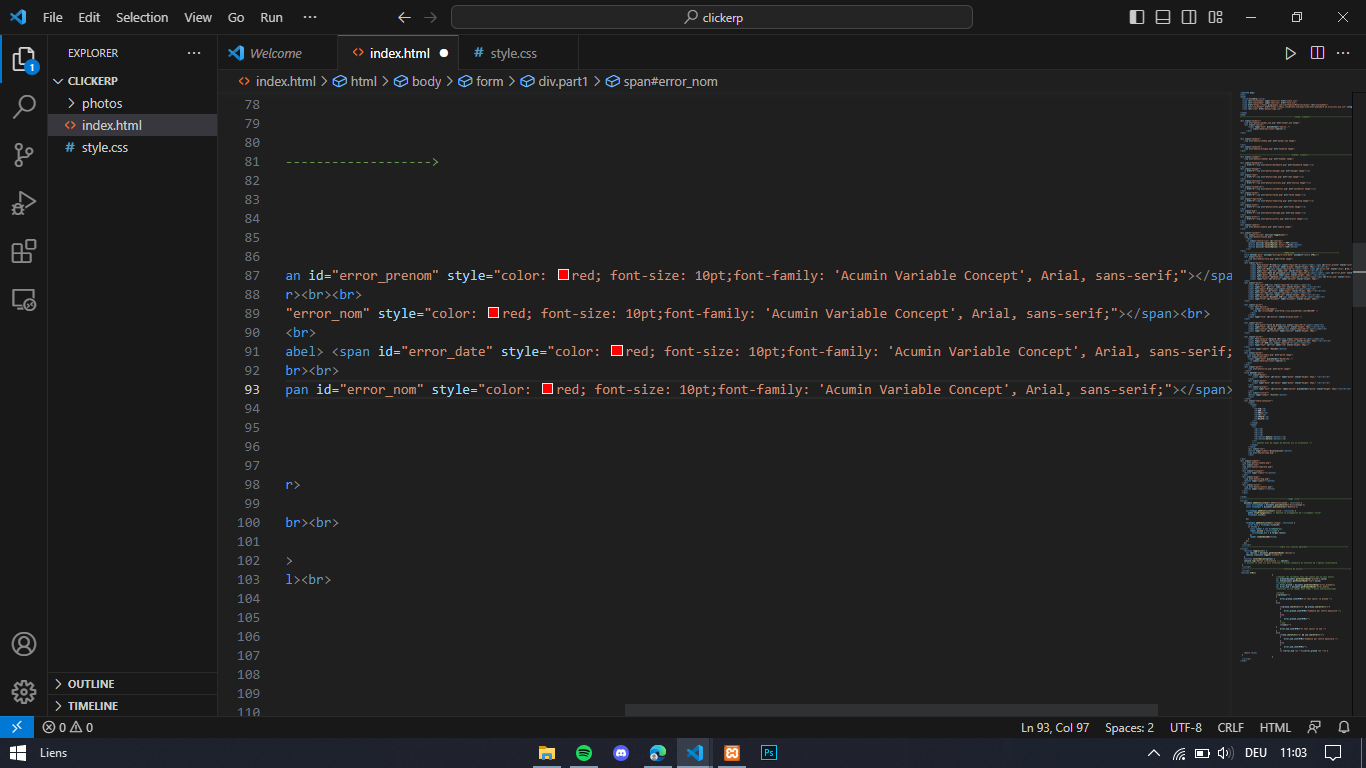 File Edit Selection View Go Run ··· clickerp
EXPLORER ···
Welcome index.html style.css
CLICKERP
index.html > html > body > form > div.part1 > span#error_nom
photos
index.html
style.css
78
79
80
81 ------------------->
82
83
84
85
86
87 an id="error_prenom" style="color: red; font-size: 10pt;font-family: 'Acumin Variable Concept', Arial, sans-serif;"></spa
88 r><br><br>
89 "error_nom" style="color: red; font-size: 10pt;font-family: 'Acumin Variable Concept', Arial, sans-serif;"></span><br>
90 <br>
91 abel> <span id="error_date" style="color: red; font-size: 10pt;font-family: 'Acumin Variable Concept', Arial, sans-serif;
92 br><br>
93 pan id="error_nom" style="color: red; font-size: 10pt;font-family: 'Acumin Variable Concept', Arial, sans-serif;"></span>
94
95
96
97
98 r>
99
100 br><br>
101
102 >
103 l><br>
104
105
106
107
108
109
110
OUTLINE
TIMELINE
0 0 Ln 93, Col 97 Spaces: 2 UTF-8 CRLF HTML
Liens Ps DEU 11:03
1